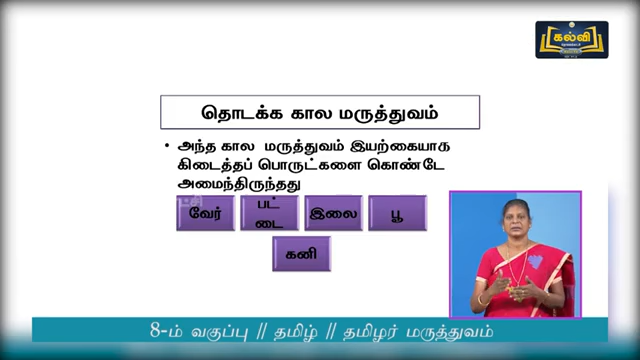 கல்வி
தொடக்க கால மருத்துவம்
• அந்த கால மருத்துவம் இயற்கையாக
கிடைத்தப் பொருட்களை கொண்டே
அமைந்திருந்தது
வேர்
பட்
டை
இலை
பூ
கனி
8-ம் வகுப்பு // தமிழ் // தமிழர் மருத்துவம்